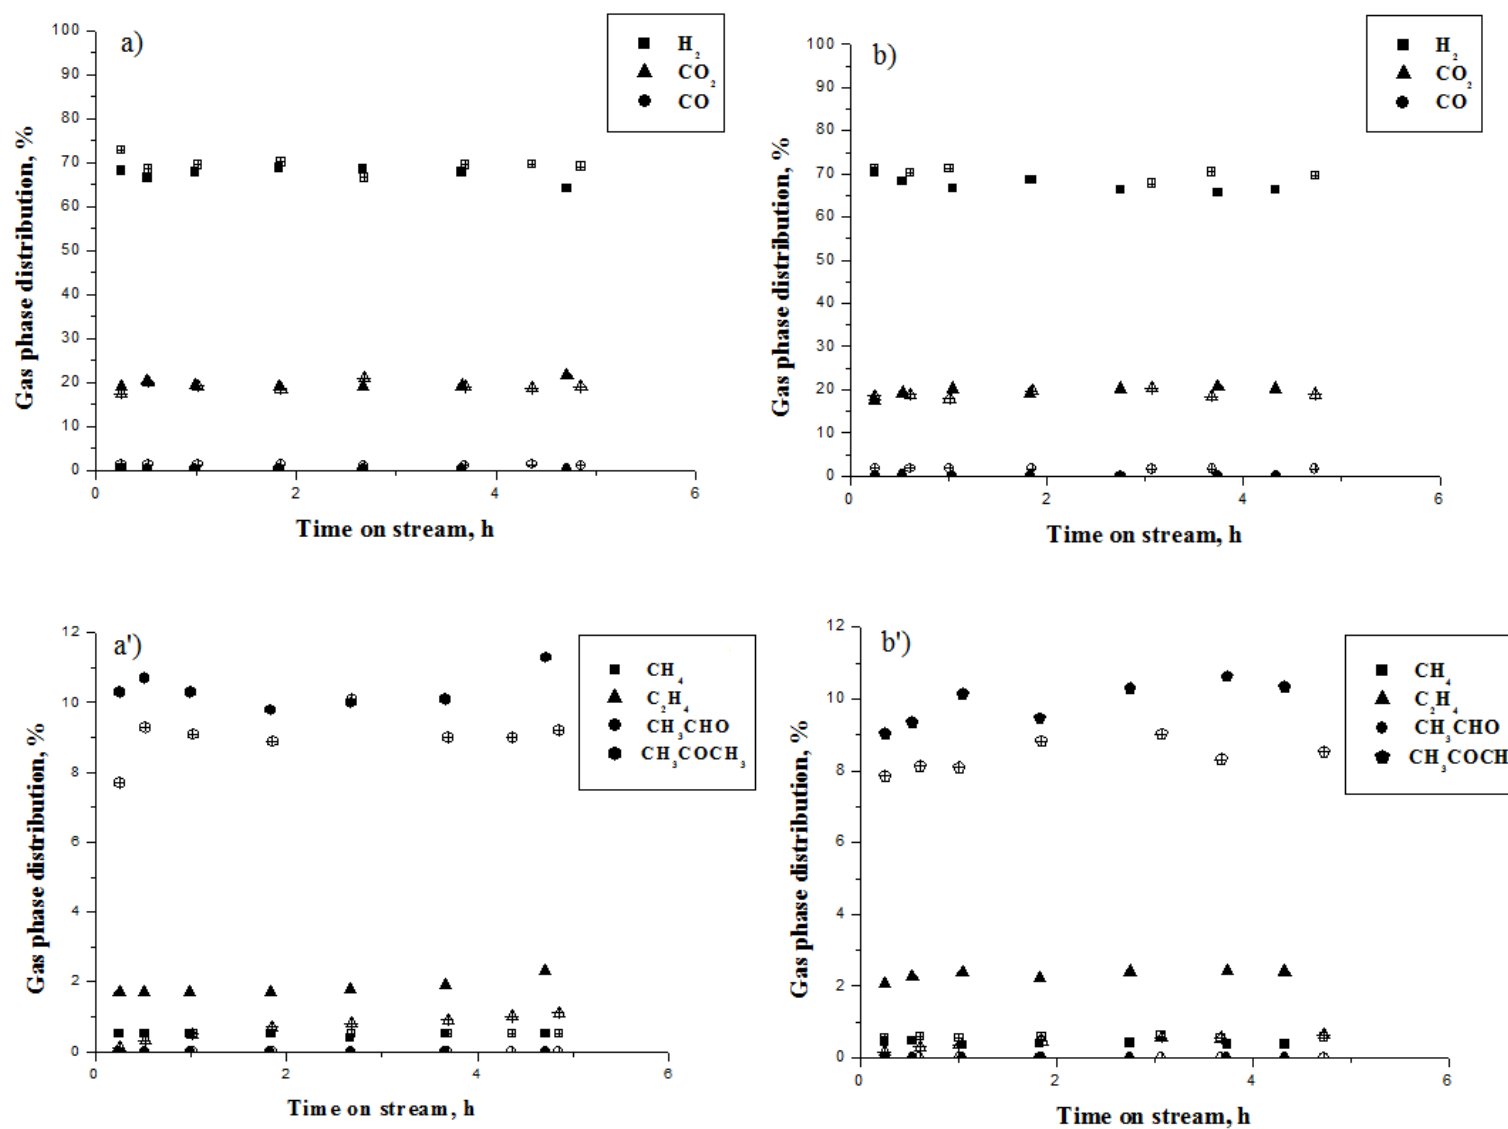 a)
H₂
CO₂
CO
100
90
80
70
60
50
40
30
20
10
0
0 2 4 6
Gas phase distribution, %
Time on stream, h
b)
H₂
CO₂
CO
100
90
80
70
60
50
40
30
20
10
0
0 2 4 6
Gas phase distribution, %
Time on stream, h
a')
CH₄
C₂H₄
CH₃CHO
CH₃COCH₃
12
10
8
6
4
2
0
0 2 4 6
Gas phase distribution, %
Time on stream, h
b')
CH₄
C₂H₄
CH₃CHO
CH₃COCH
12
10
8
6
4
2
0
0 2 4 6
Gas phase distribution, %
Time on stream, h